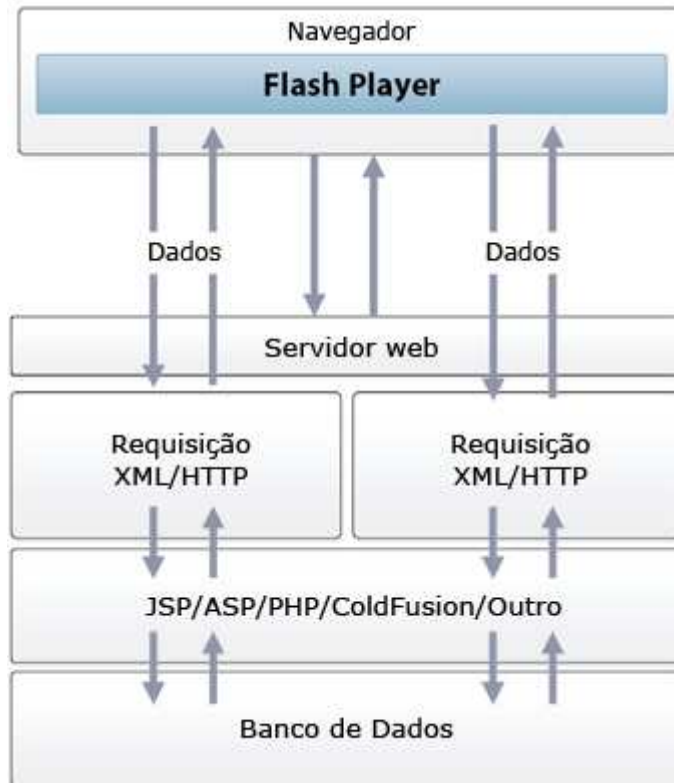 Navegador
Flash Player
Dados
Dados
Servidor web
Requisição
XML/HTTP
Requisição
XML/HTTP
JSP/ASP/PHP/ColdFusion/Outro
Banco de Dados